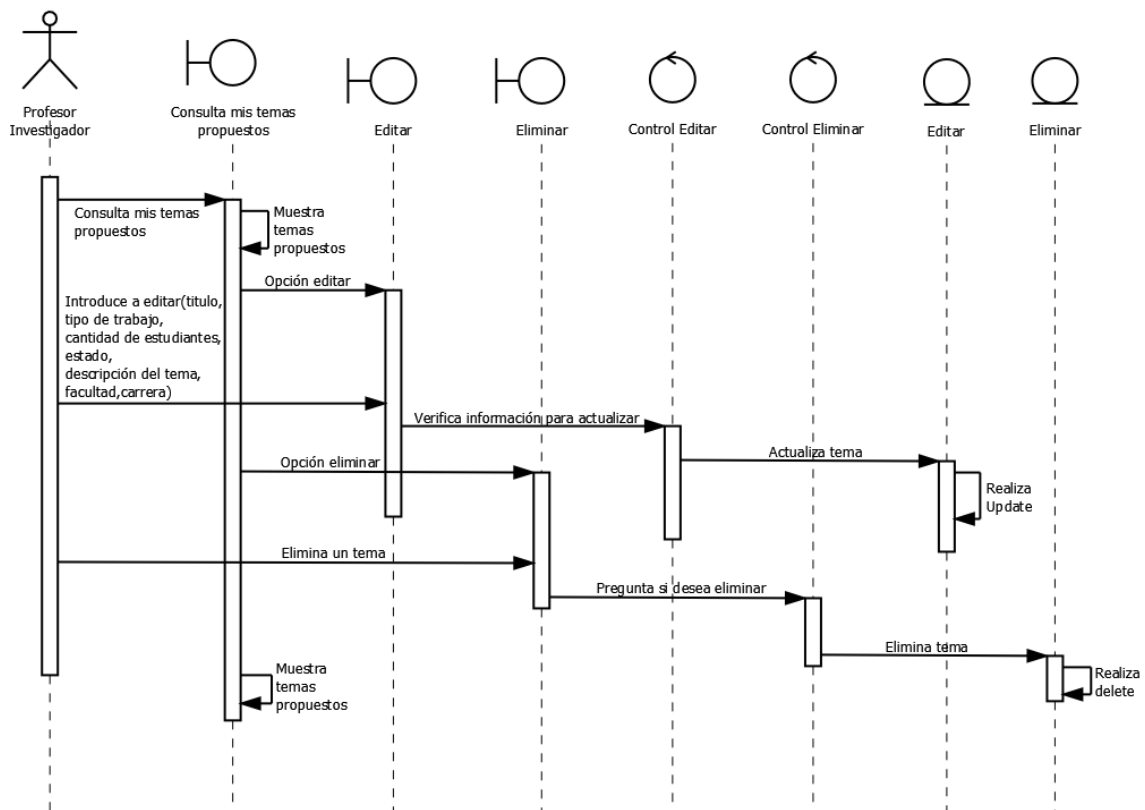 Profesor
Investigador
Consulta mis temas
propuestos
Editar
Eliminar
Control Editar
Control Eliminar
Editar
Eliminar
Consulta mis temas
propuestos
Muestra
temas
propuestos
Opción editar
Introduce a editar(titulo,
tipo de trabajo,
cantidad de estudiantes,
estado,
descripción del tema,
facultad,carrera)
Verifica información para actualizar
Opción eliminar
Actualiza tema
Realiza
Update
Elimina un tema
Pregunta si desea eliminar
Elimina tema
Muestra
temas
propuestos
Realiza
delete